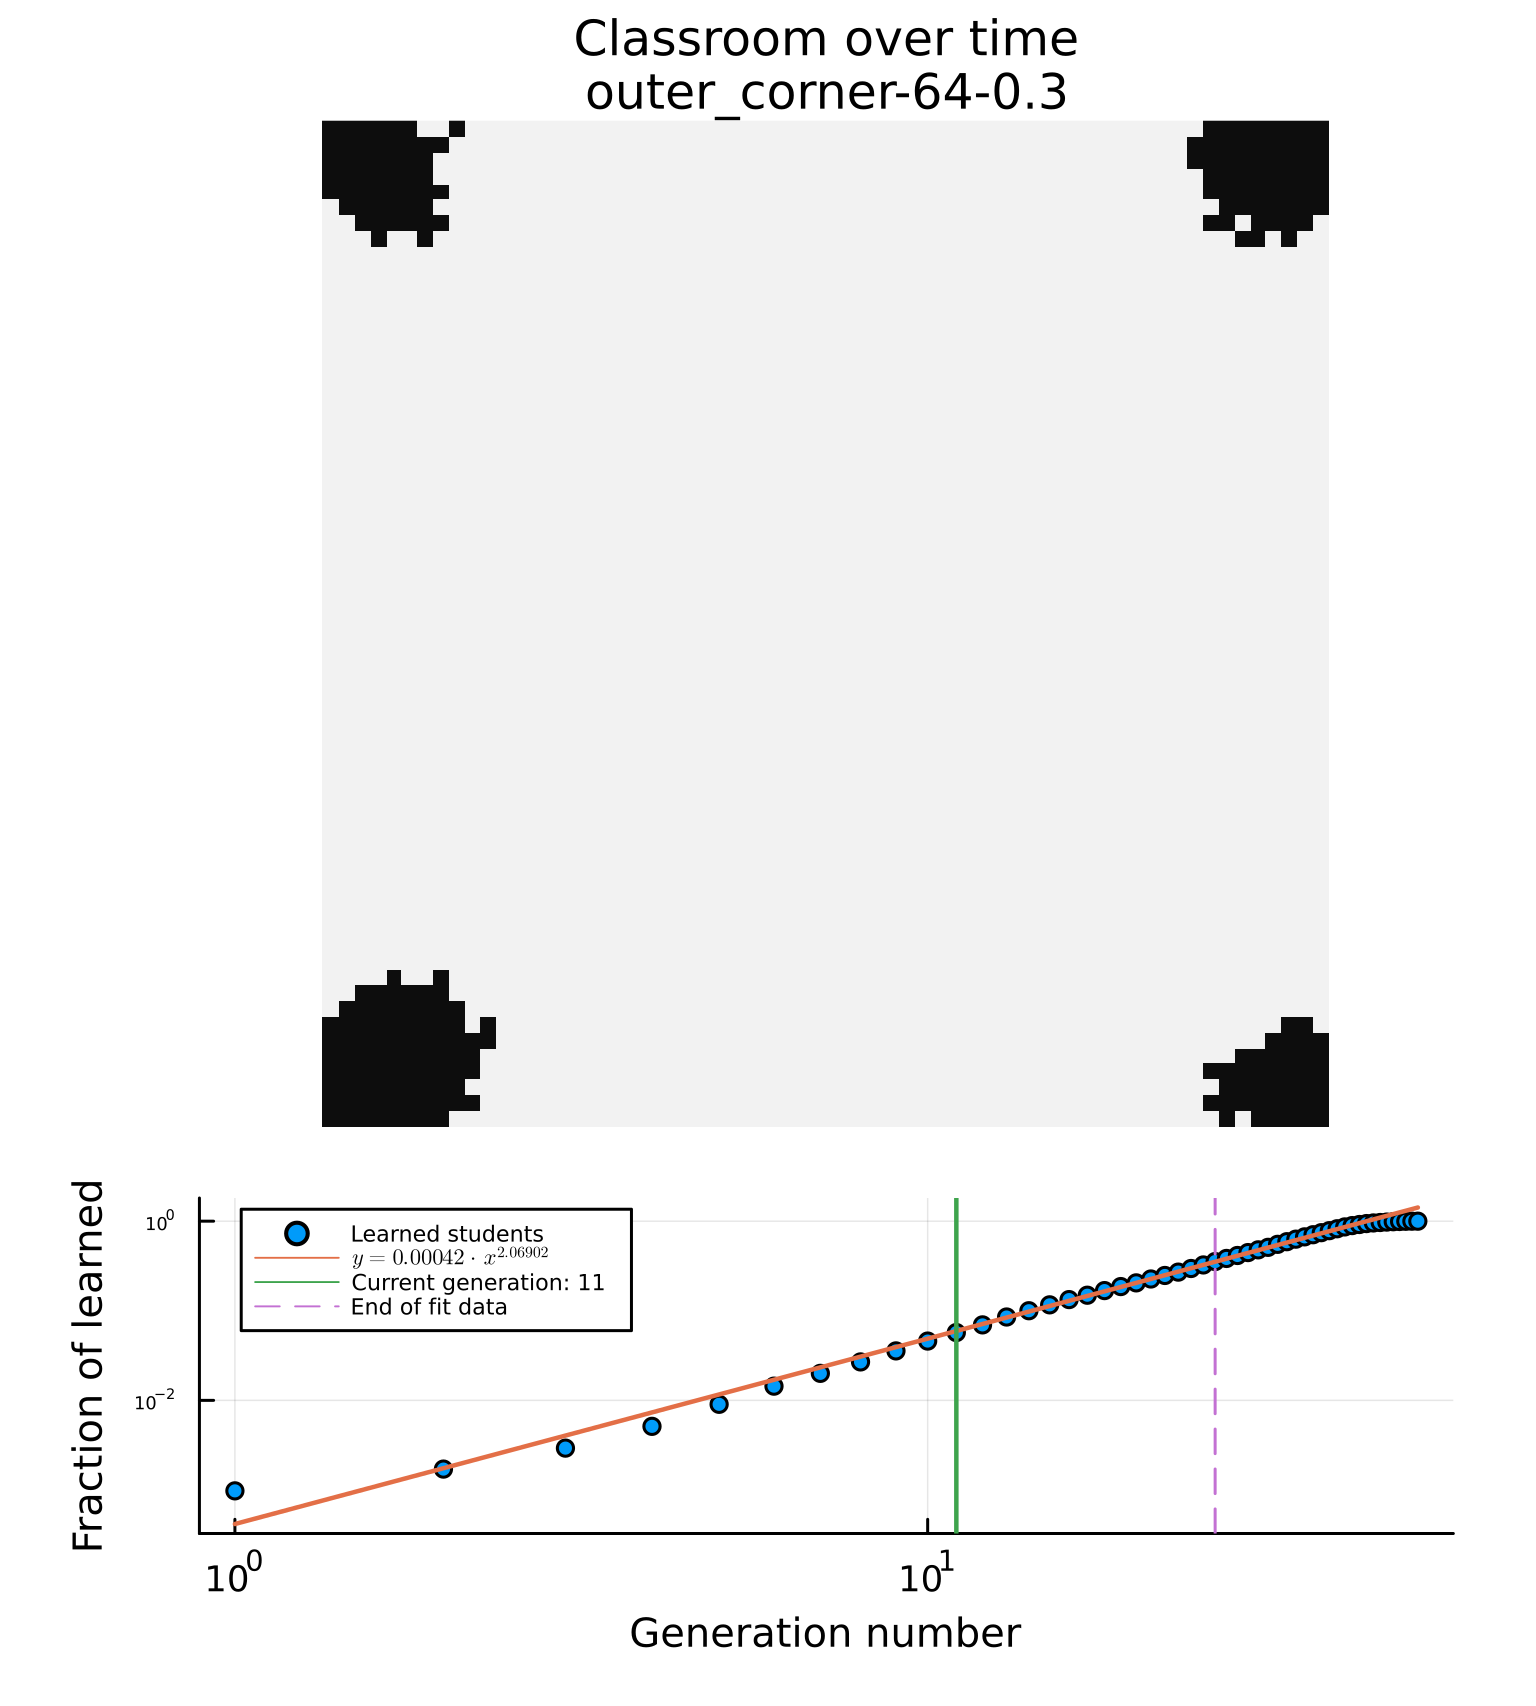 Classroom over time
outer_corner-64-0.3
Fraction of learned
10^0
10^−2
Learned students
y = 0.00042 · x^2.06902
Current generation: 11
End of fit data
10^0
10^1
Generation number